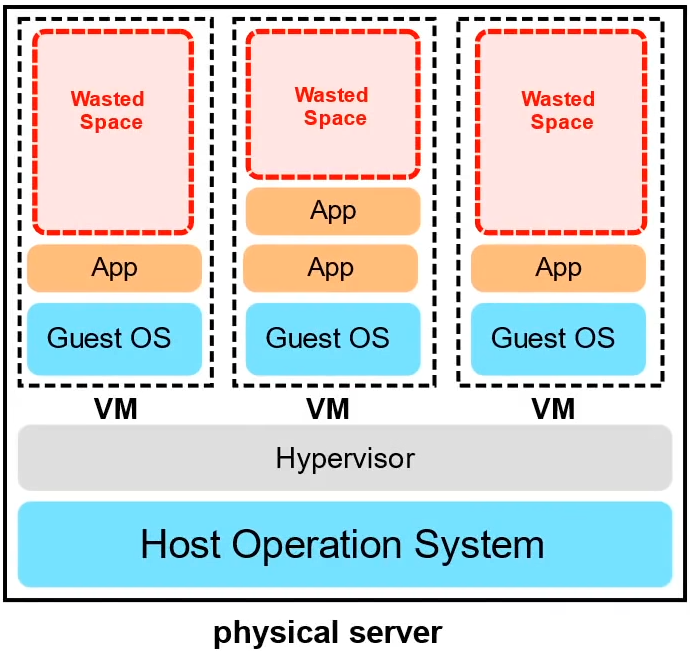 Wasted
Space
Wasted
Space
Wasted
Space
App
App
App
App
Guest OS
Guest OS
Guest OS
VM
VM
VM
Hypervisor
Host Operation System
physical server